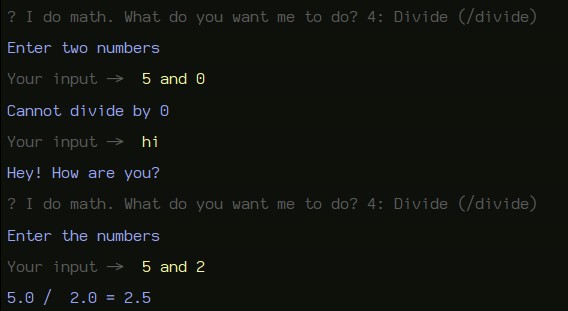 ? I do math. What do you want me to do? 4: Divide (/divide)
Enter two numbers
Your input ->  5 and 0
Cannot divide by 0
Your input ->  hi
Hey! How are you?
? I do math. What do you want me to do? 4: Divide (/divide)
Enter the numbers
Your input ->  5 and 2
5.0 /  2.0 = 2.5